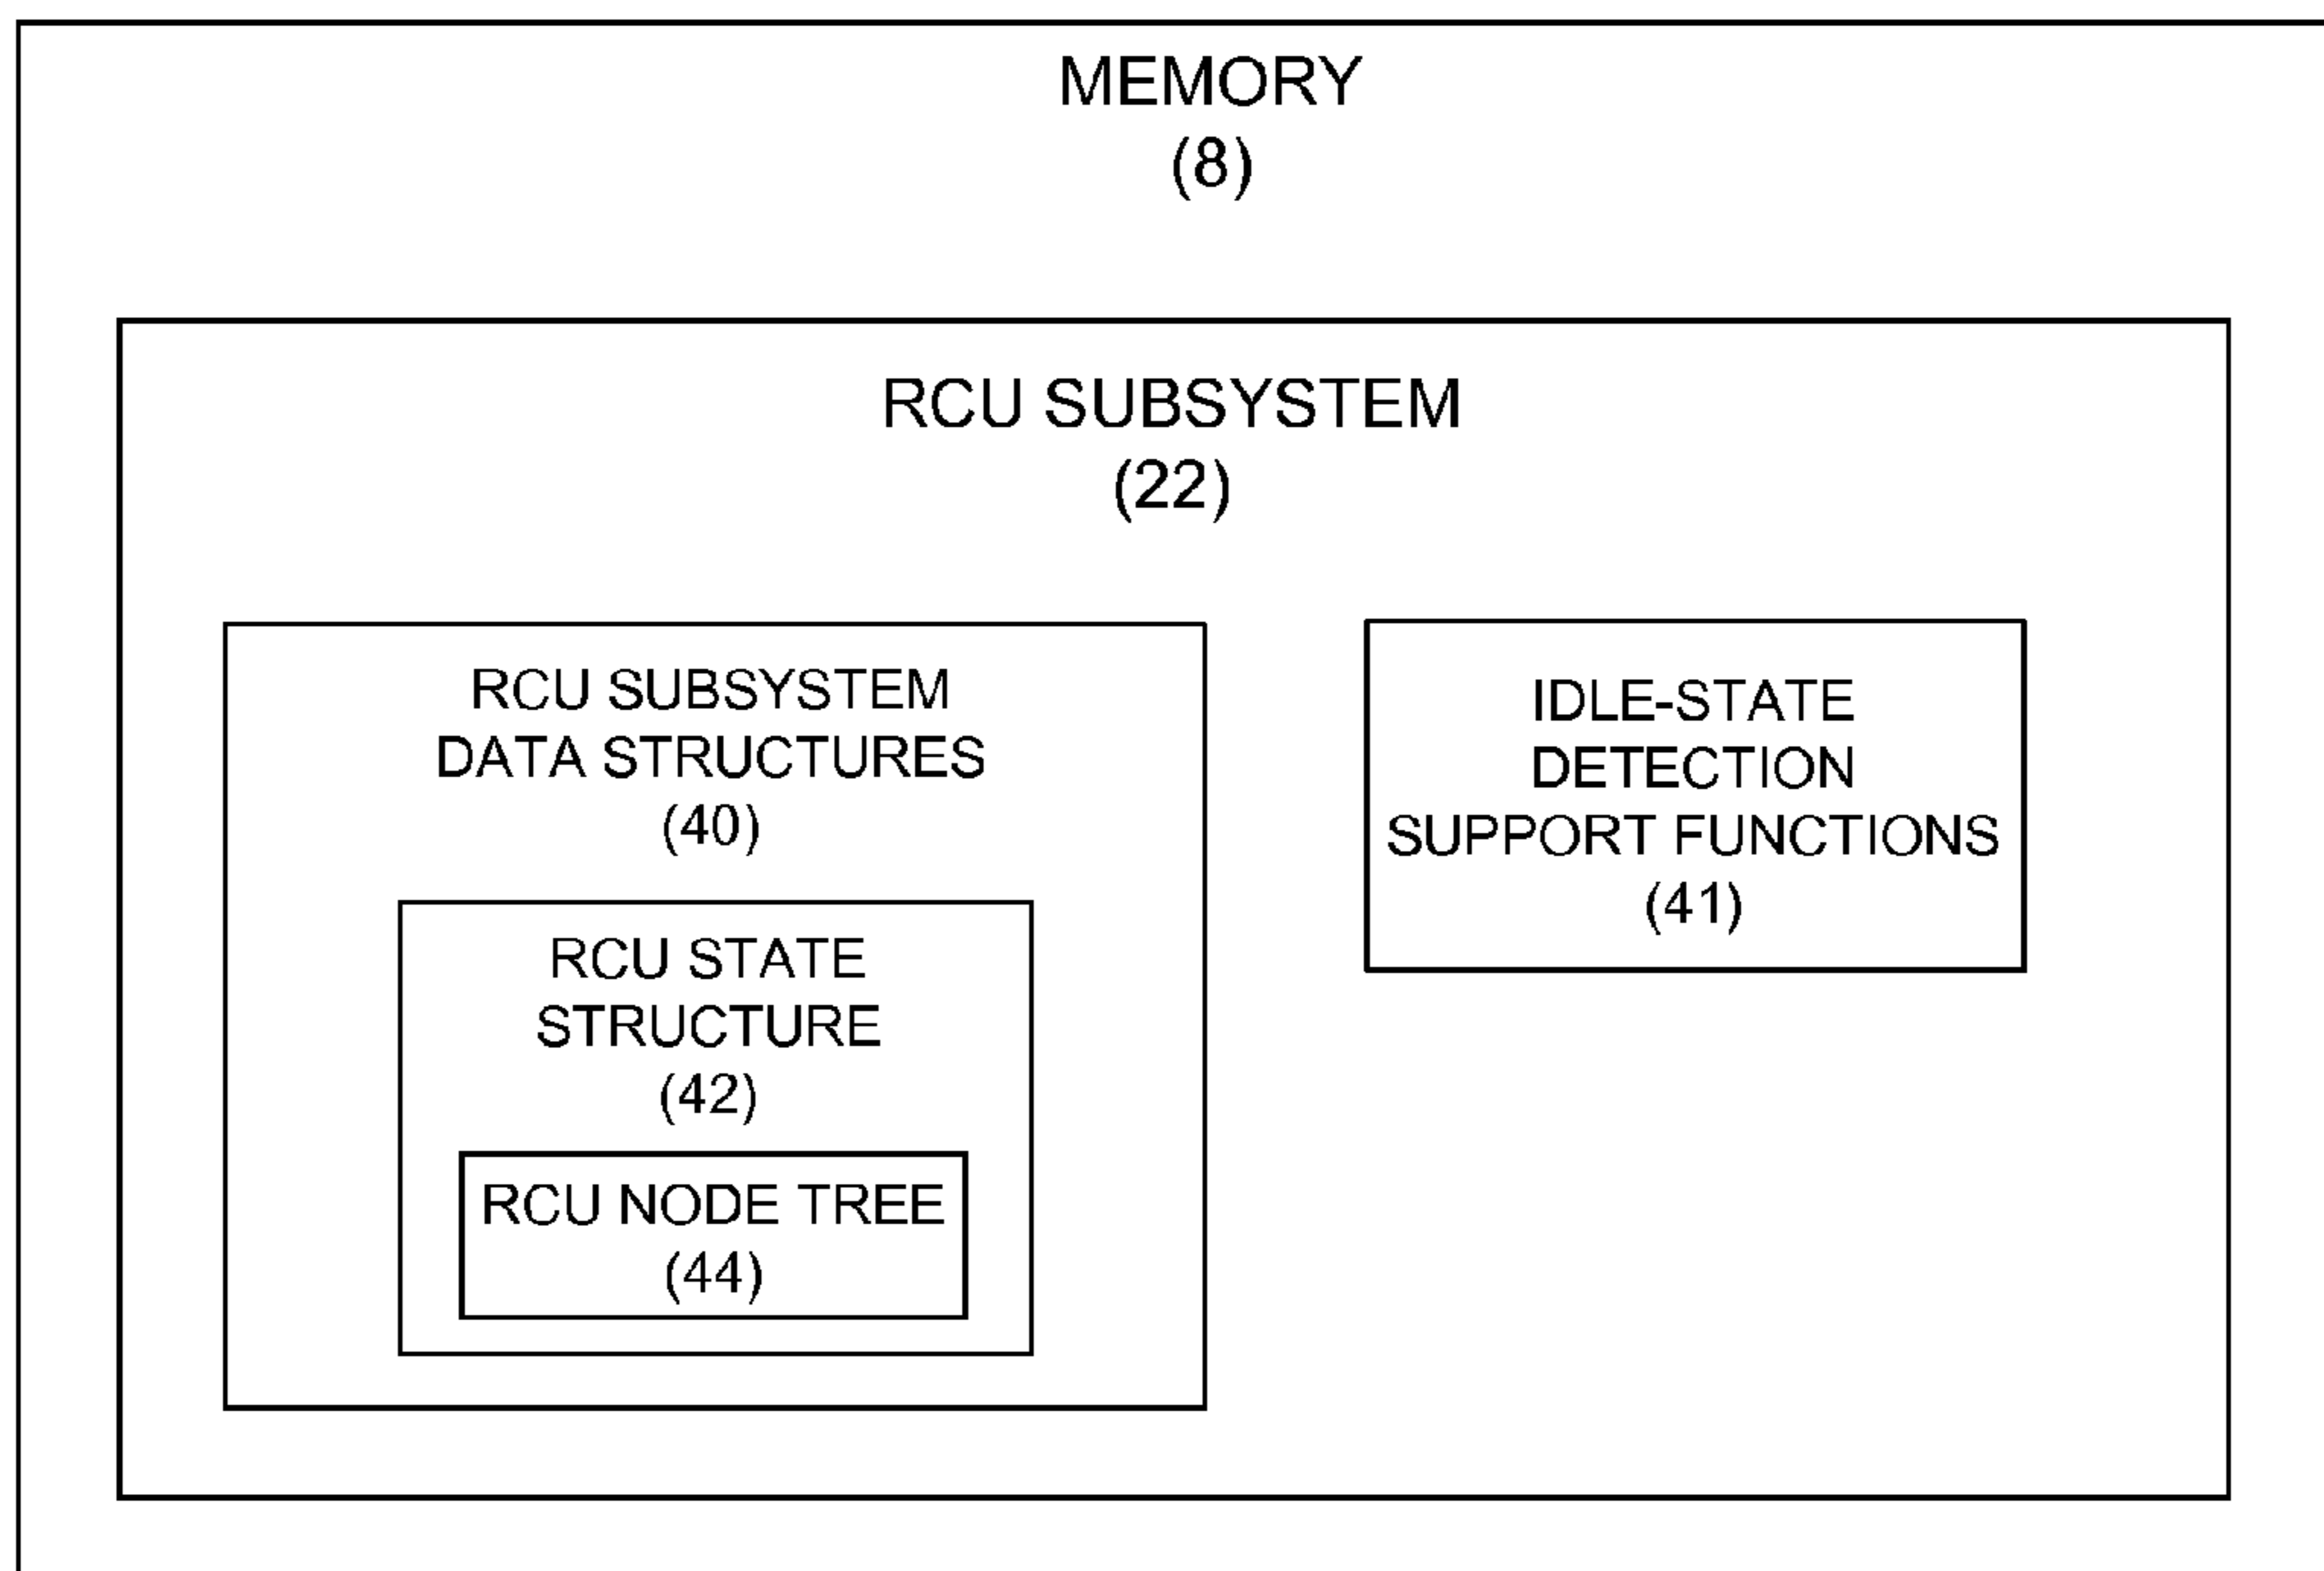 MEMORY
(8)
RCU SUBSYSTEM
(22)
RCU SUBSYSTEM
DATA STRUCTURES
(40)
RCU STATE
STRUCTURE
(42)
RCU NODE TREE
(44)
IDLE-STATE
DETECTION
SUPPORT FUNCTIONS
(41)